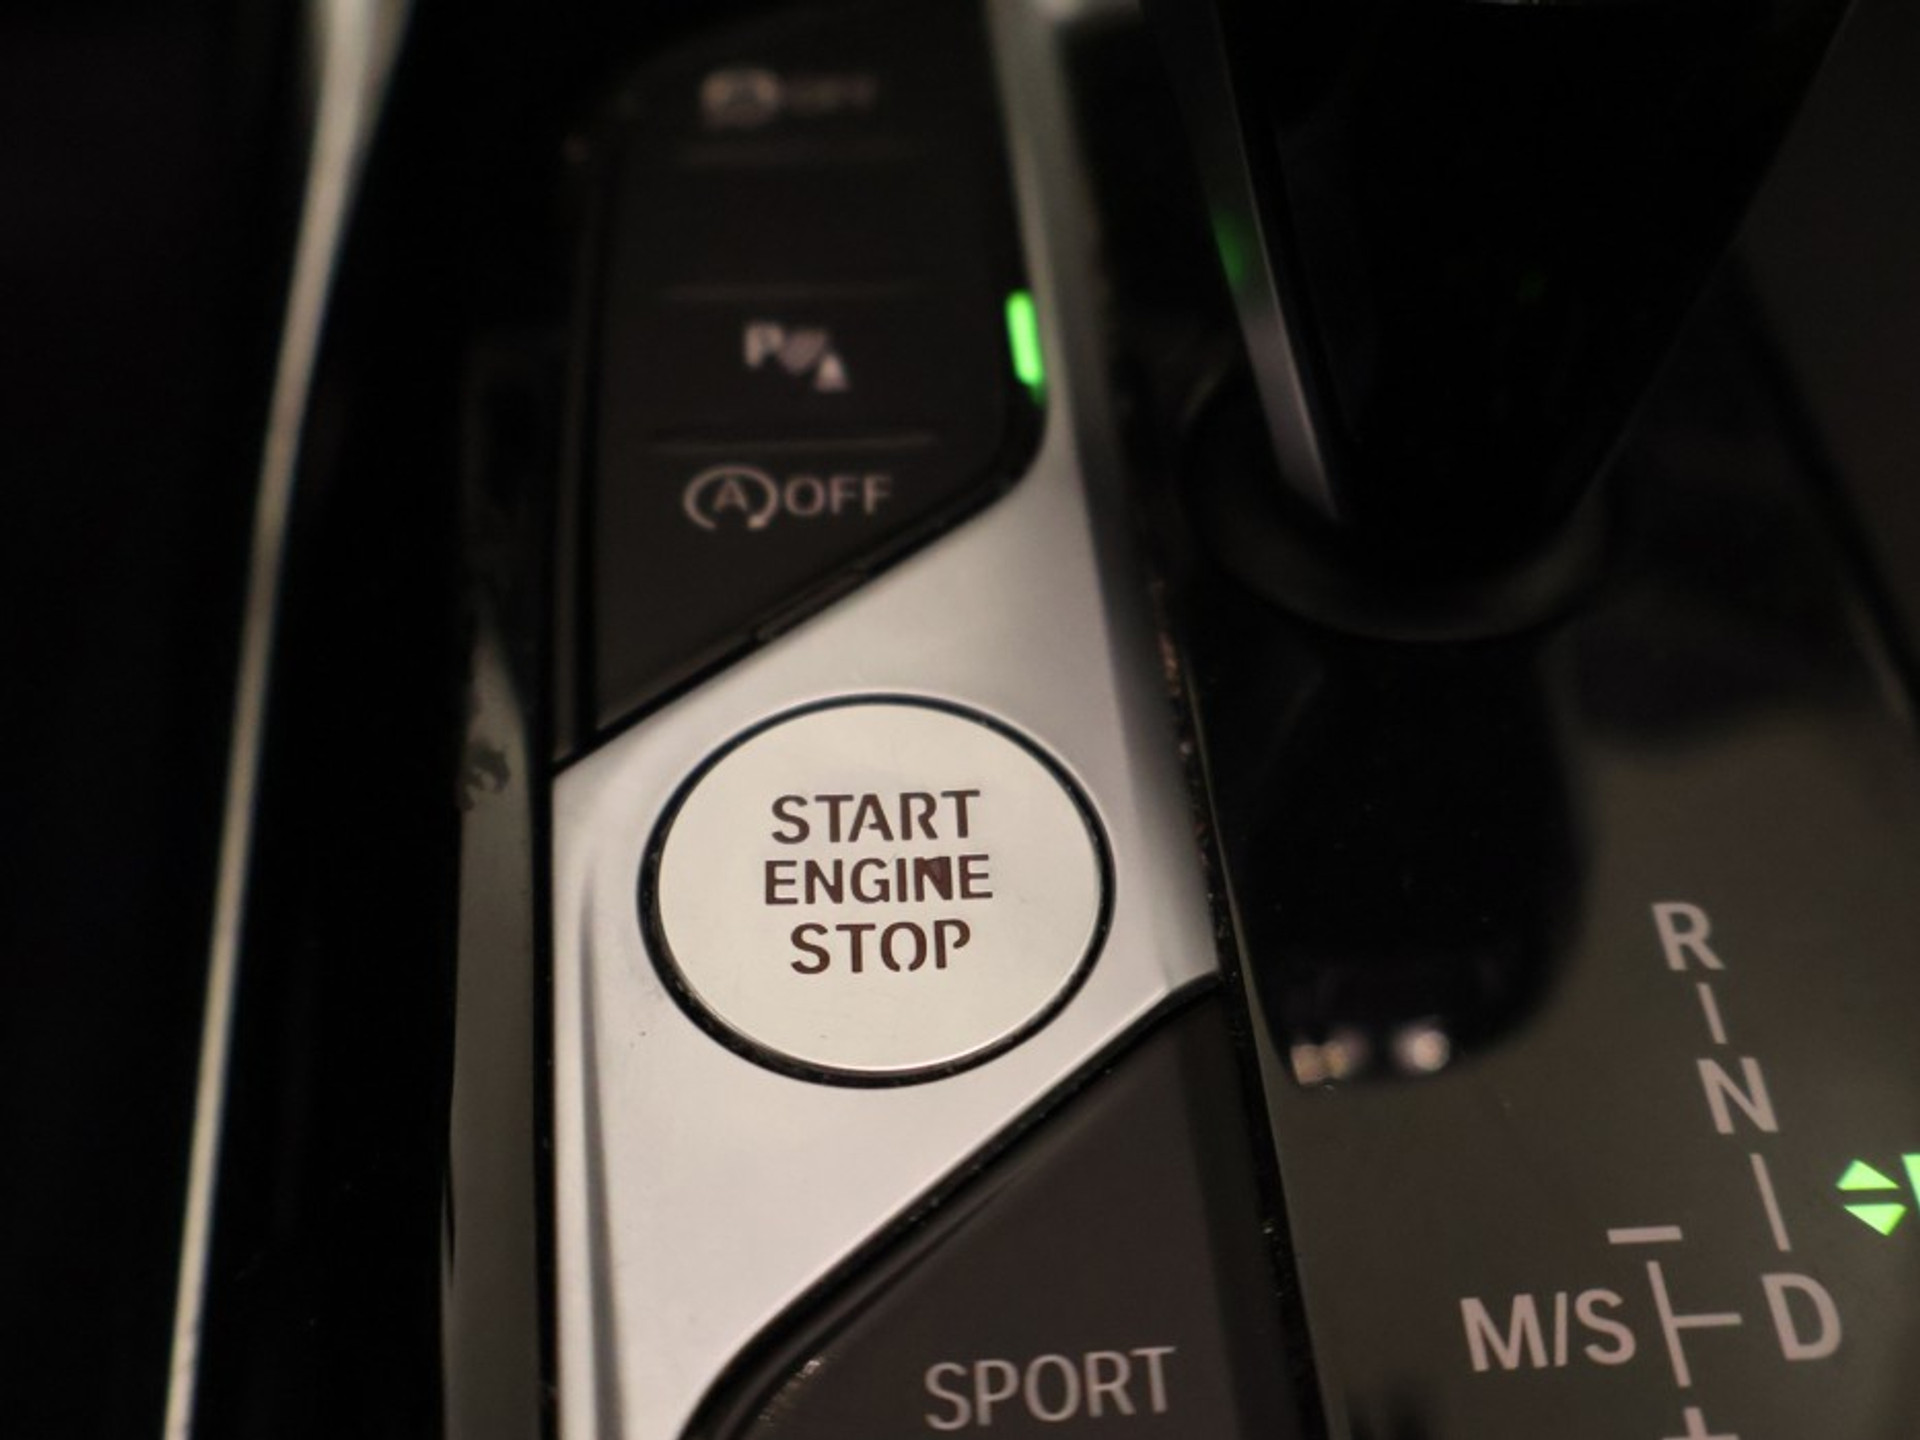 P
A OFF
START
ENGINE
STOP
R
N
M/S D
SPORT